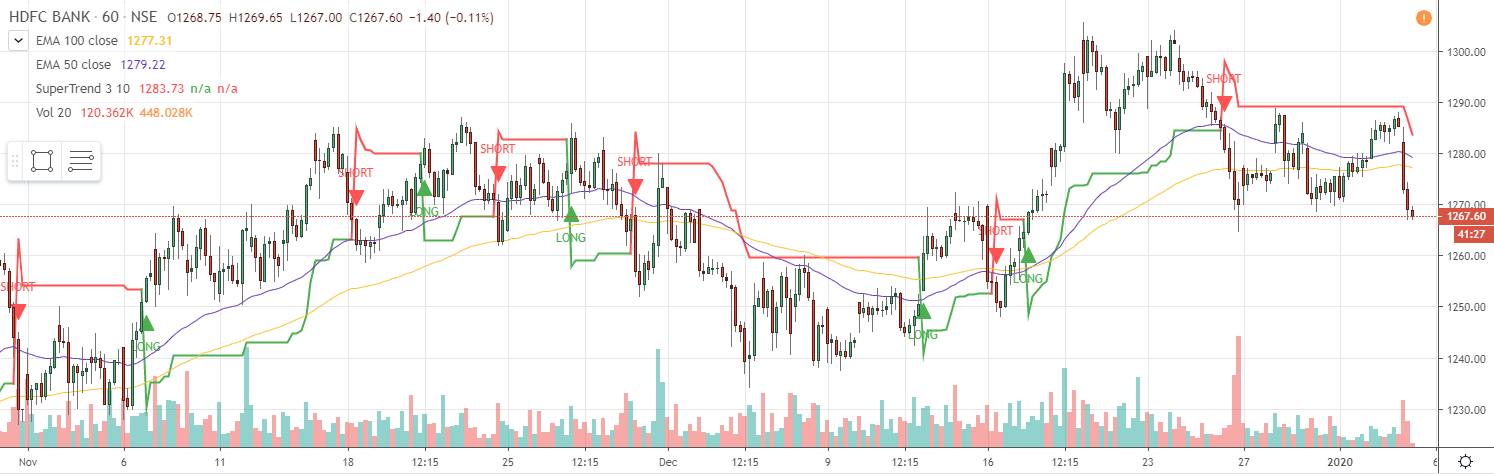 HDFC BANK · 60 · NSE O1268.75 H1269.65 L1267.00 C1267.60 −1.40 (−0.11%)
EMA 100 close 1277.31
EMA 50 close 1279.22
SuperTrend 3 10 1283.73 n/a n/a
Vol 20 120.362K 448.028K
SHORT
LONG
SHORT
LONG
SHORT
LONG
SHORT
LONG
SHORT
LONG
SHORT
1300.00
1290.00
1280.00
1270.00
1267.60
41:27
1260.00
1250.00
1240.00
1230.00
Nov 6 11 18 12:15 25 12:15 Dec 12:15 9 12:15 16 12:15 23 27 2020 6